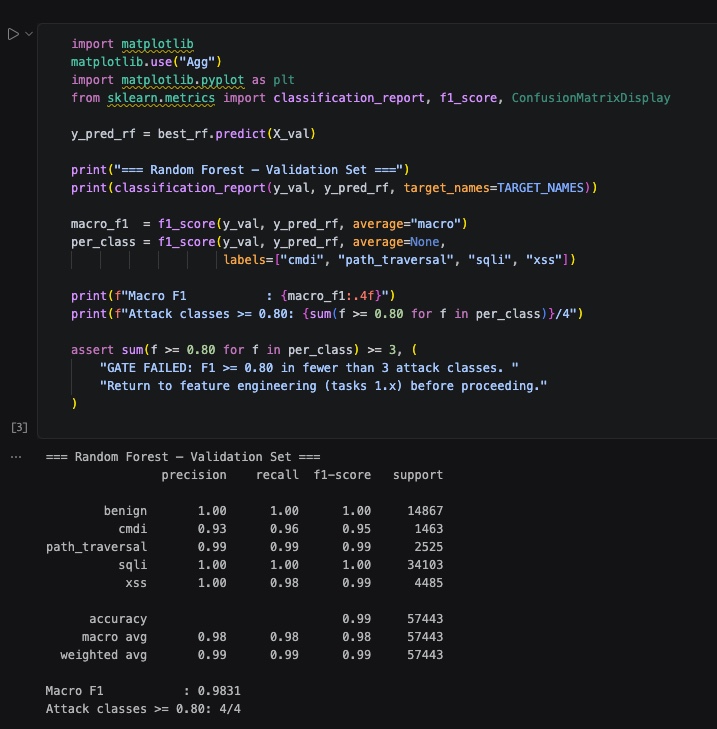 import matplotlib
matplotlib.use("Agg")
import matplotlib.pyplot as plt
from sklearn.metrics import classification_report, f1_score, ConfusionMatrixDisplay

y_pred_rf = best_rf.predict(X_val)

print("=== Random Forest — Validation Set ===")
print(classification_report(y_val, y_pred_rf, target_names=TARGET_NAMES))

macro_f1  = f1_score(y_val, y_pred_rf, average="macro")
per_class = f1_score(y_val, y_pred_rf, average=None,
                     labels=["cmdi", "path_traversal", "sqli", "xss"])

print(f"Macro F1           : {macro_f1:.4f}")
print(f"Attack classes >= 0.80: {sum(f >= 0.80 for f in per_class)}/4")

assert sum(f >= 0.80 for f in per_class) >= 3, (
    "GATE FAILED: F1 >= 0.80 in fewer than 3 attack classes. "
    "Return to feature engineering (tasks 1.x) before proceeding."
)
[3]
... === Random Forest — Validation Set ===
                precision    recall  f1-score   support

        benign       1.00      1.00      1.00     14867
          cmdi       0.93      0.96      0.95      1463
path_traversal       0.99      0.99      0.99      2525
          sqli       1.00      1.00      1.00     34103
           xss       1.00      0.98      0.99      4485

      accuracy                           0.99     57443
     macro avg       0.98      0.98      0.98     57443
  weighted avg       0.99      0.99      0.99     57443

Macro F1           : 0.9831
Attack classes >= 0.80: 4/4